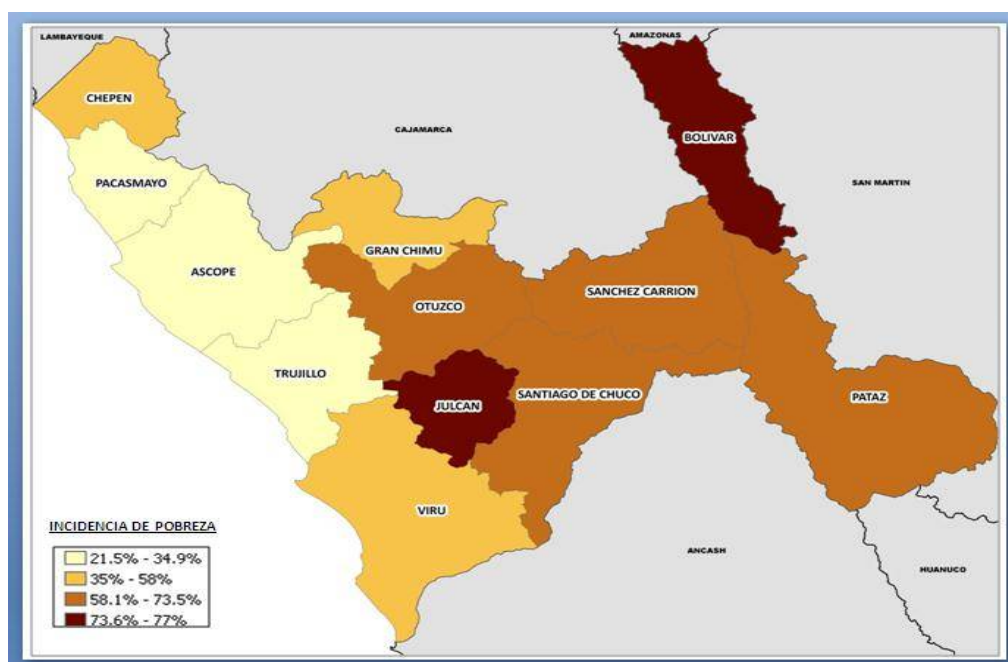 LAMBAYEQUE
AMAZONAS
CHEPEN
CAJAMARCA
BOLIVAR
PACASMAYO
SAN MARTIN
GRAN CHIMU
ASCOPE
SANCHEZ CARRION
OTUZCO
TRUJILLO
SANTIAGO DE CHUCO
PATAZ
JULCAN
VIRU
INCIDENCIA DE POBREZA
21.5% - 34.9%
35% - 58%
58.1% - 73.5%
73.6% - 77%
ANCASH
HUANUCO